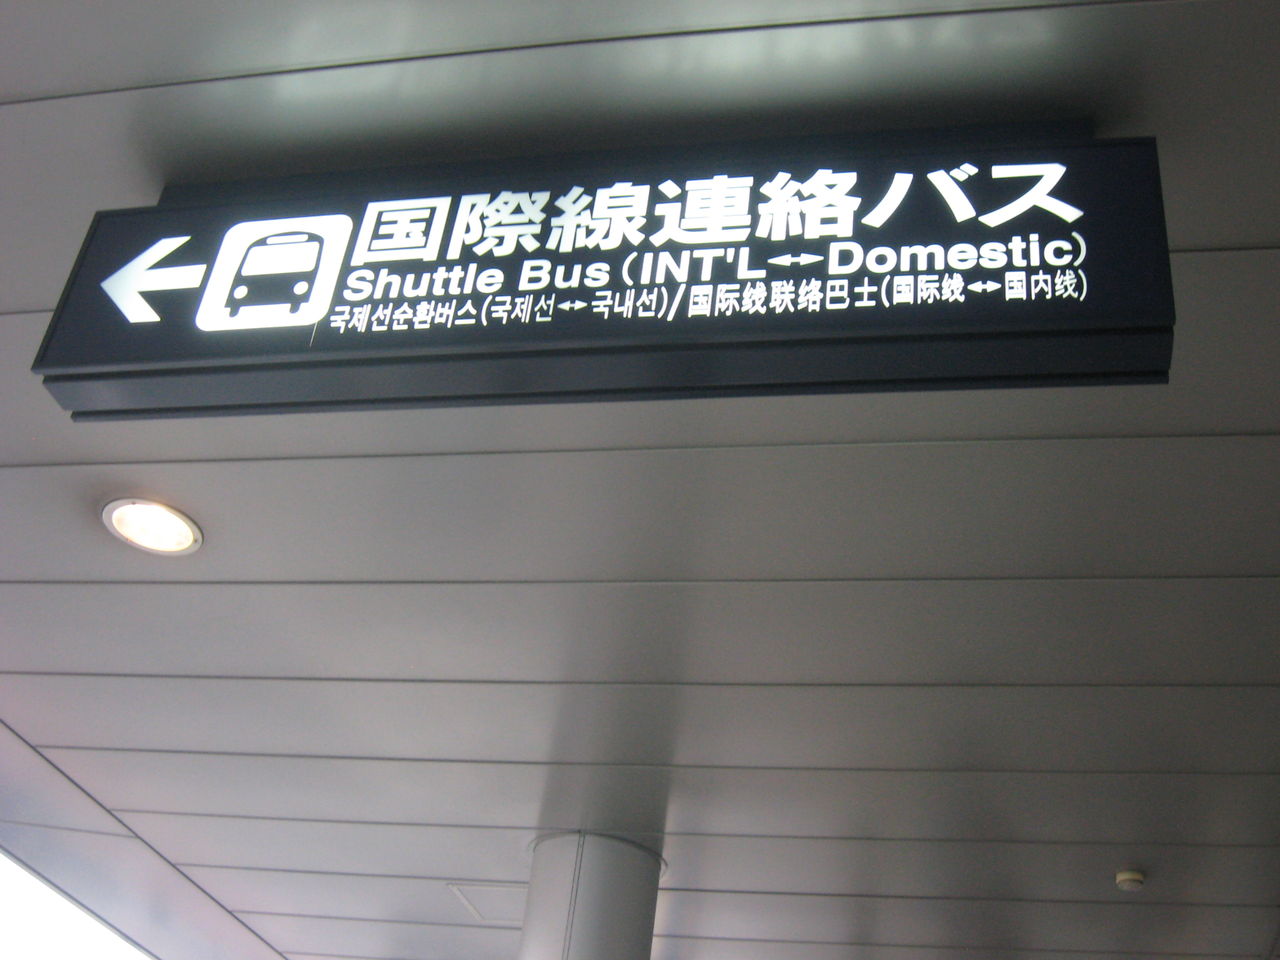 国際線連絡バス
Shuttle Bus (INT'L↔Domestic)
국제선순환버스(국제선↔국내선)/国际线联络巴士(国际线↔国内线)